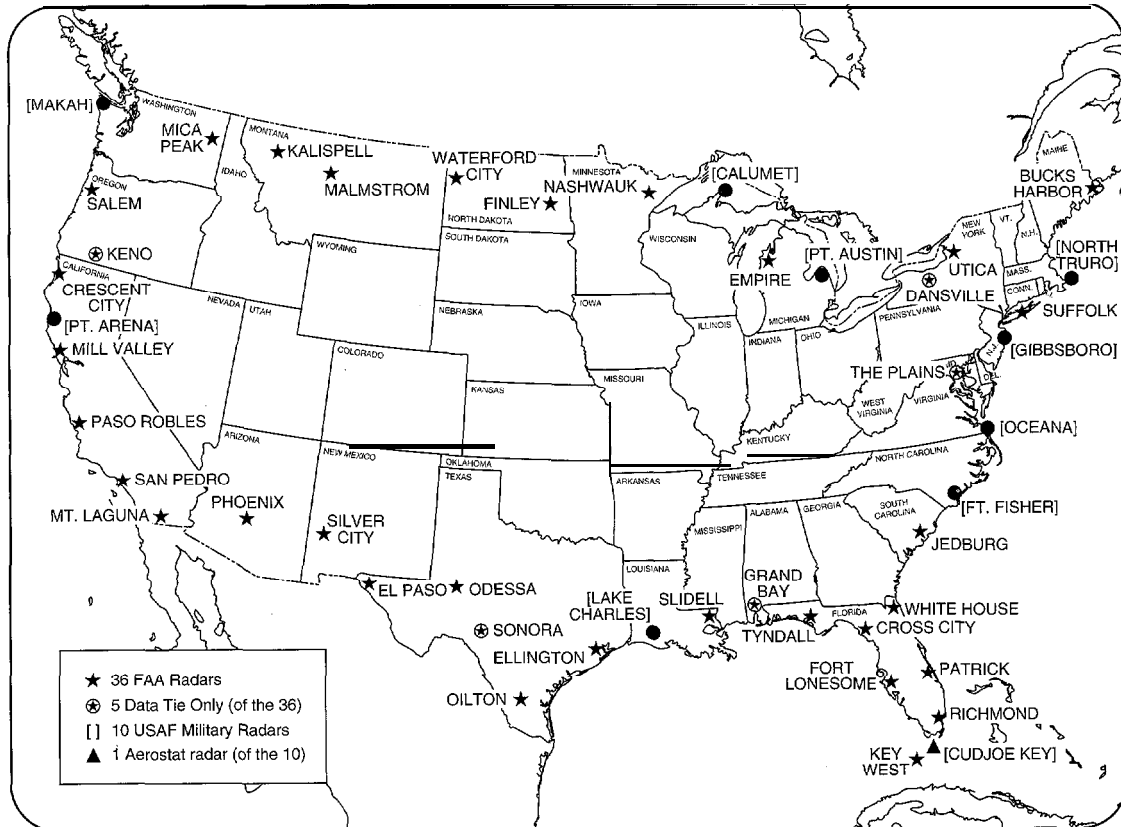 [MAKAH]
WASHINGTON
MICA
PEAK
MONTANA
KALISPELL
IDAHO
MALMSTROM
WATERFORD
CITY
MINNESOTA
NASHWAUK
FINLEY
NORTH DAKOTA
SOUTH DAKOTA
[CALUMET]
MAINE
BUCKS
HARBOR
OREGON
SALEM
KENO
WYOMING
WISCONSIN
EMPIRE
[PT. AUSTIN]
NEW
YORK
VT.
N.H.
UTICA
[NORTH
TRURO]
MASS.
CONN.
DANSVILLE
SUFFOLK
CALIFORNIA
CRESCENT
CITY
[PT. ARENA]
MILL VALLEY
NEVADA
UTAH
NEBRASKA
IOWA
ILLINOIS
MICHIGAN
INDIANA
OHIO
PENNSYLVANIA
N.J.
[GIBBSBORO]
COLORADO
KANSAS
MISSOURI
THE PLAINS
MD.
DEL.
WEST
VIRGINIA
VIRGINIA
PASO ROBLES
ARIZONA
NEW MEXICO
OKLAHOMA
TEXAS
KENTUCKY
[OCEANA]
NORTH CAROLINA
SAN PEDRO
ARKANSAS
TENNESSEE
MT. LAGUNA
PHOENIX
SILVER
CITY
MISSISSIPPI
ALABAMA
GEORGIA
SOUTH
CAROLINA
[FT. FISHER]
JEDBURG
EL PASO
ODESSA
LOUISIANA
[LAKE
CHARLES]
SLIDELL
GRAND
BAY
TYNDALL
FLORIDA
WHITE HOUSE
CROSS CITY
SONORA
ELLINGTON
OILTON
FORT
LONESOME
PATRICK
RICHMOND
KEY
WEST
[CUDJOE KEY]
36 FAA Radars
5 Data Tie Only (of the 36)
[ ] 10 USAF Military Radars
1 Aerostat radar (of the 10)